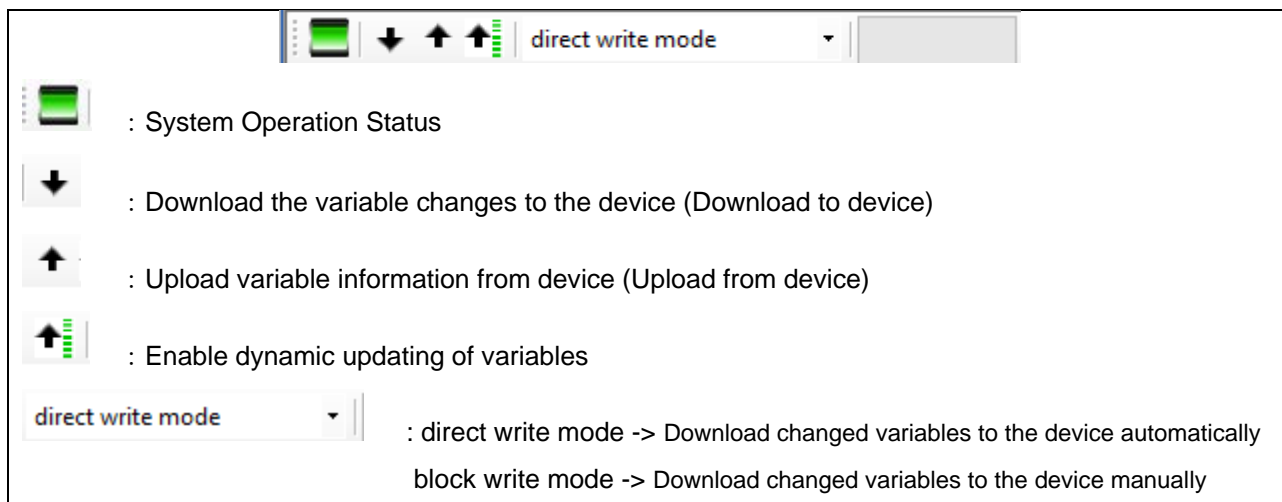 direct write mode
: System Operation Status
: Download the variable changes to the device (Download to device)
: Upload variable information from device (Upload from device)
: Enable dynamic updating of variables
direct write mode : direct write mode -> Download changed variables to the device automatically
block write mode -> Download changed variables to the device manually